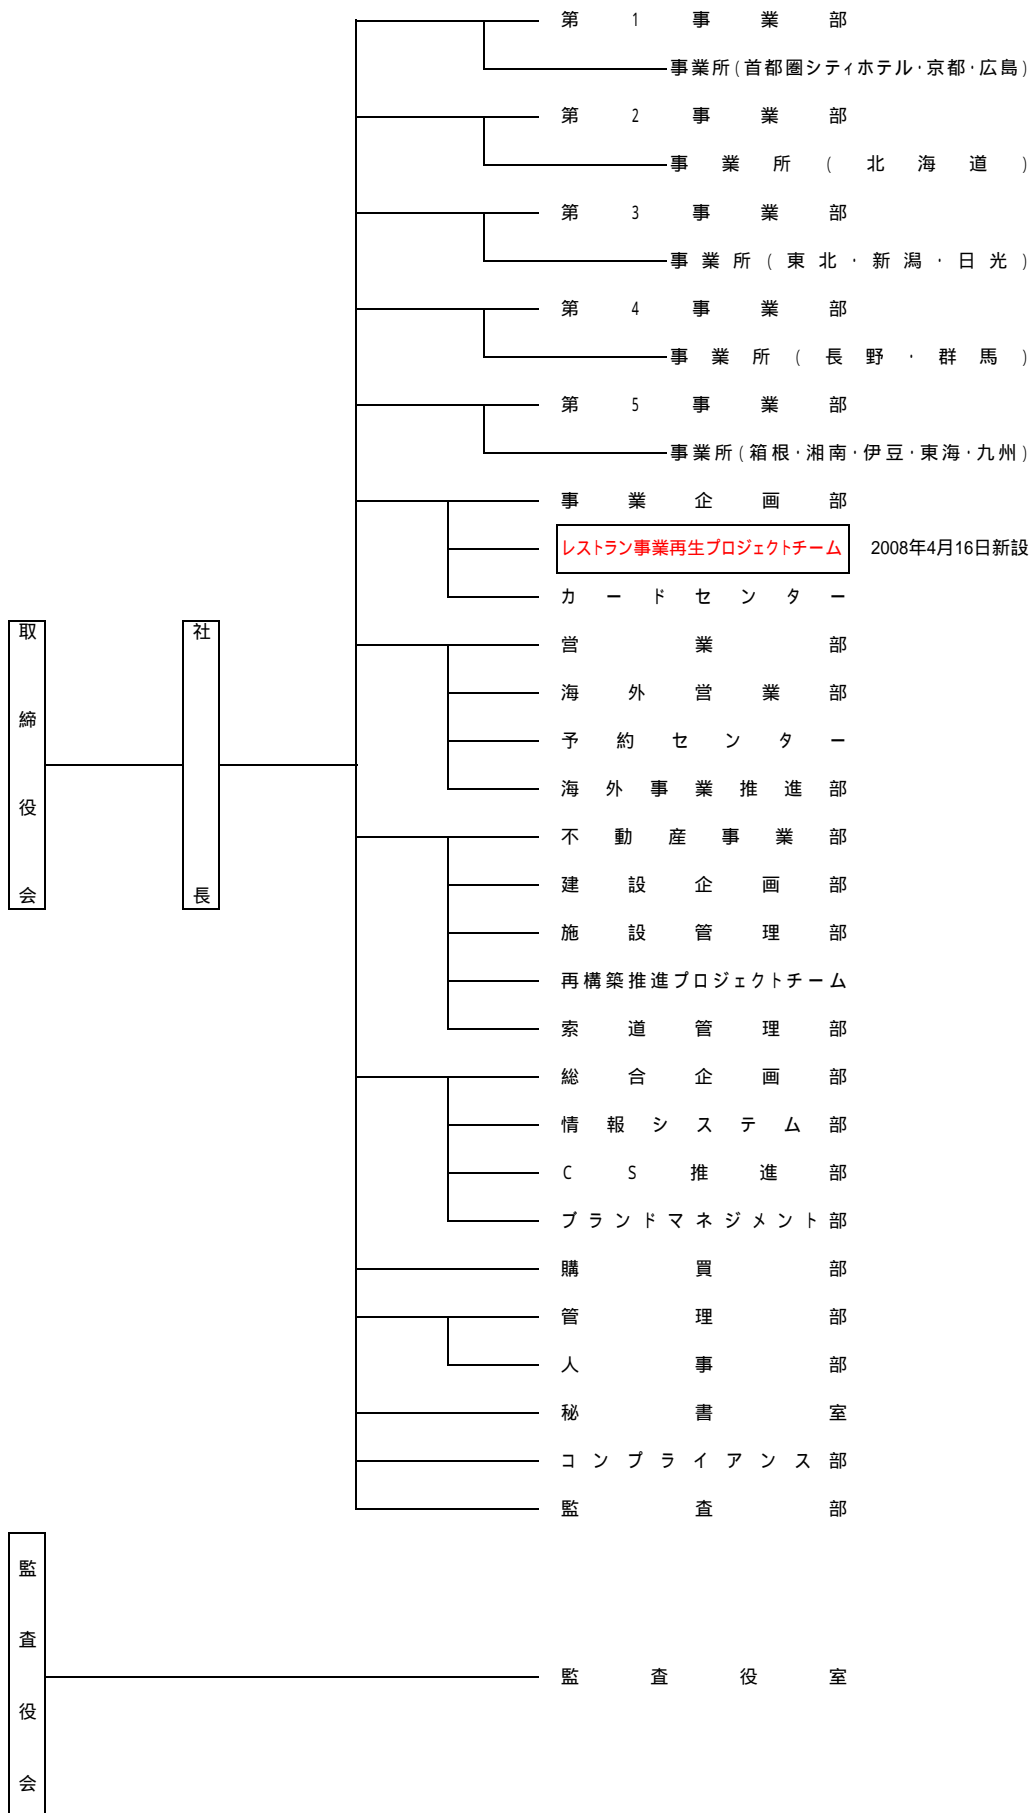 第1事業部
事業所(首都圏シティホテル･京都･広島)
第2事業部
事業所(北海道)
第3事業部
事業所(東北･新潟･日光)
第4事業部
事業所(長野･群馬)
第5事業部
事業所(箱根･湘南･伊豆･東海･九州)
事業企画部
レストラン事業再生プロジェクトチーム 2008年4月16日新設
カードセンター
取締役会
社長
営業部
海外営業部
予約センター
海外事業推進部
不動産事業部
建設企画部
施設管理部
再構築推進プロジェクトチーム
索道管理部
総合企画部
情報システム部
CS推進部
ブランドマネジメント部
購買部
管理部
人事部
秘書室
コンプライアンス部
監査部
監査役会
監査役室